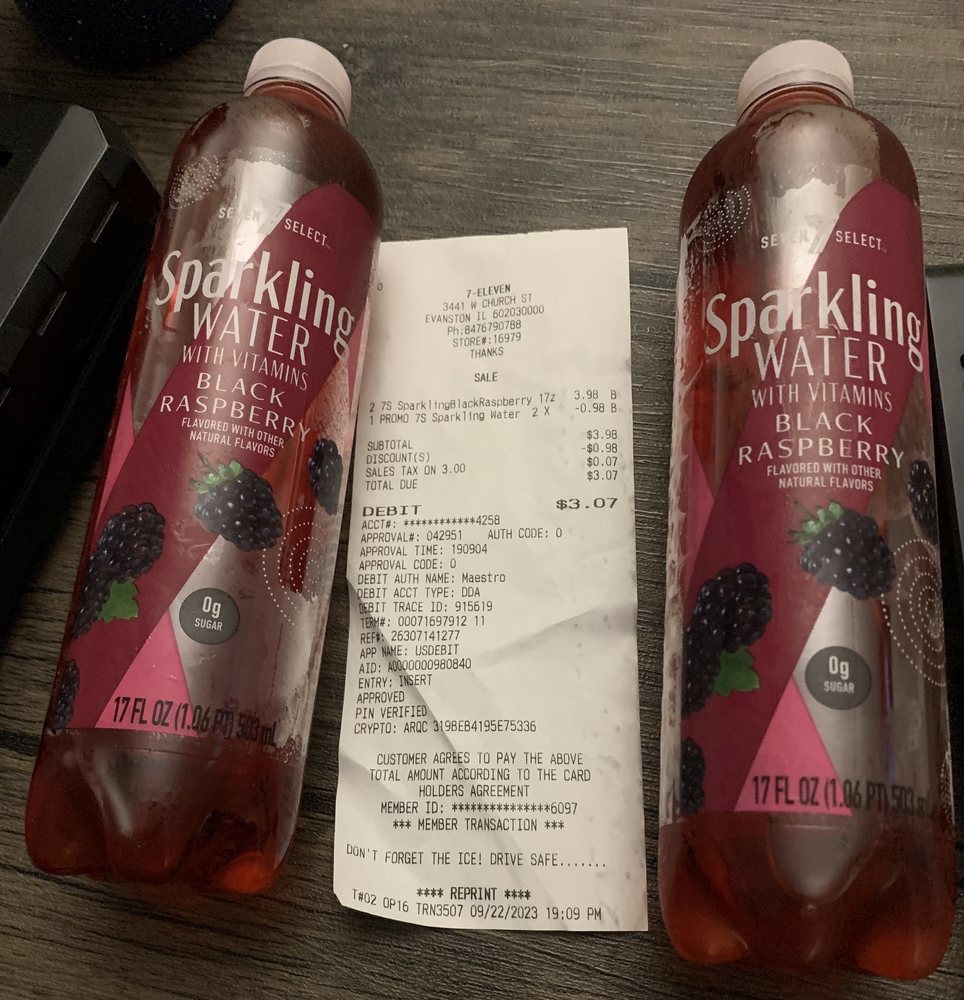 SEVEN 7 SELECT
Sparkling
WATER
WITH VITAMINS
BLACK
RASPBERRY
FLAVORED WITH OTHER
NATURAL FLAVORS
0g
SUGAR
17 FL OZ (1.06 PT) 503 mL
7-ELEVEN
3441 W CHURCH ST
EVANSTON IL 602030000
Ph:8476790788
STORE#:16979
THANKS
SALE
2 7S SparklingBlackRaspberry 17z 3.98 B
1 PROMO 7S Sparkling Water 2 X -0.98 B
SUBTOTAL $3.98
DISCOUNT(S) -$0.98
SALES TAX ON 3.00 $0.07
TOTAL DUE $3.07
DEBIT $3.07
ACCT#: ************4258
APPROVAL#: 042951 AUTH CODE: 0
APPROVAL TIME: 190904
APPROVAL CODE: 0
DEBIT AUTH NAME: Maestro
DEBIT ACCT TYPE: DDA
DEBIT TRACE ID: 915619
TERM#: 00071697912 11
REF#: 26307141277
APP NAME: USDEBIT
AID: A0000000980840
ENTRY: INSERT
APPROVED
PIN VERIFIED
CRYPTO: ARQC 319BEB4195E75336
CUSTOMER AGREES TO PAY THE ABOVE
TOTAL AMOUNT ACCORDING TO THE CARD
HOLDERS AGREEMENT
MEMBER ID: ***************6097
*** MEMBER TRANSACTION ***
DON'T FORGET THE ICE! DRIVE SAFE.......
**** REPRINT ****
T#02 OP16 TRN3507 09/22/2023 19:09 PM
SEVEN 7 SELECT
Sparkling
WATER
WITH VITAMINS
BLACK
RASPBERRY
FLAVORED WITH OTHER
NATURAL FLAVORS
0g
SUGAR
17 FL OZ (1.06 PT) 503 mL